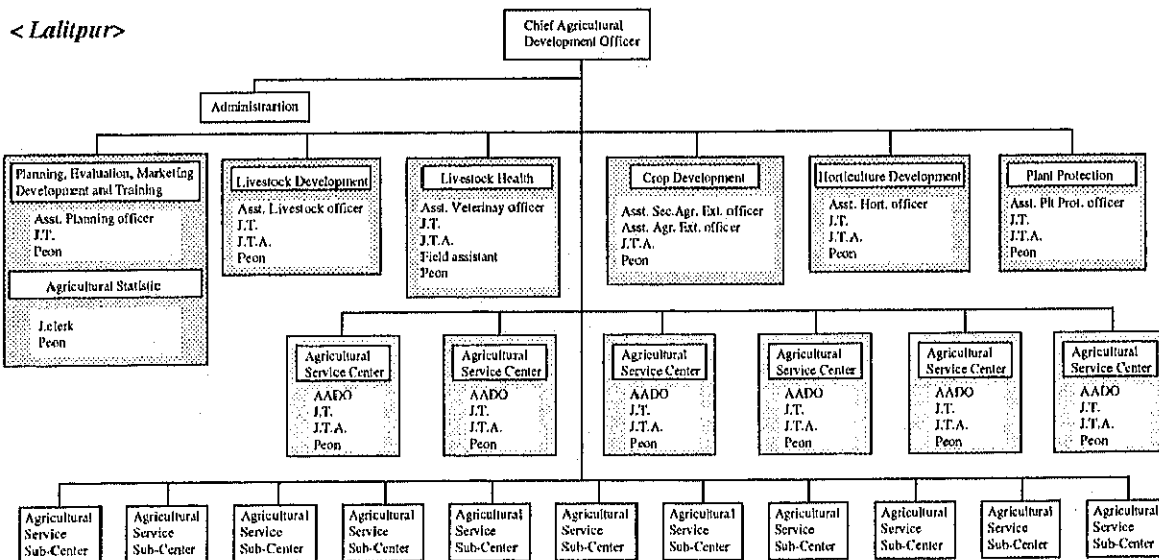 < Lalitpur>
Chief Agricultural
Development Officer
Administrartion
Planning, Evaluation, Marketing
Development and Training
Asst. Planning officer
J.T.
Peon
Agricultural Statistic
J.clerk
Peon
Livestock Development
Asst. Livestock officer
J.T.
J.T.A.
Peon
Livestock Health
Asst. Veterinay officer
J.T.
J.T.A.
Field assistant
Peon
Crop Development
Asst. Sec.Agr. Ext. officer
Asst. Agr. Ext. officer
J.T.A.
Peon
Horticulture Development
Asst. Hort. officer
J.T.
J.T.A.
Peon
Plant Protection
Asst. Plt Prot. officer
J.T.
J.T.A.
Peon
Agricultural
Service Center
AADO
J.T.
J.T.A.
Peon
Agricultural
Service Center
AADO
J.T.
J.T.A.
Peon
Agricultural
Service Center
AADO
J.T.
J.T.A.
Peon
Agricultural
Service Center
AADO
J.T.
J.T.A.
Peon
Agricultural
Service Center
AADO
J.T.
J.T.A.
Peon
Agricultural
Service Center
AADO
J.T.
J.T.A.
Peon
Agricultural
Service
Sub-Center
Agricultural
Service
Sub-Center
Agricultural
Service
Sub-Center
Agricultural
Service
Sub-Center
Agricultural
Service
Sub-Center
Agricultural
Service
Sub-Center
Agricultural
Service
Sub-Center
Agricultural
Service
Sub-Center
Agricultural
Service
Sub-Center
Agricultural
Service
Sub-Center
Agricultural
Service
Sub-Center